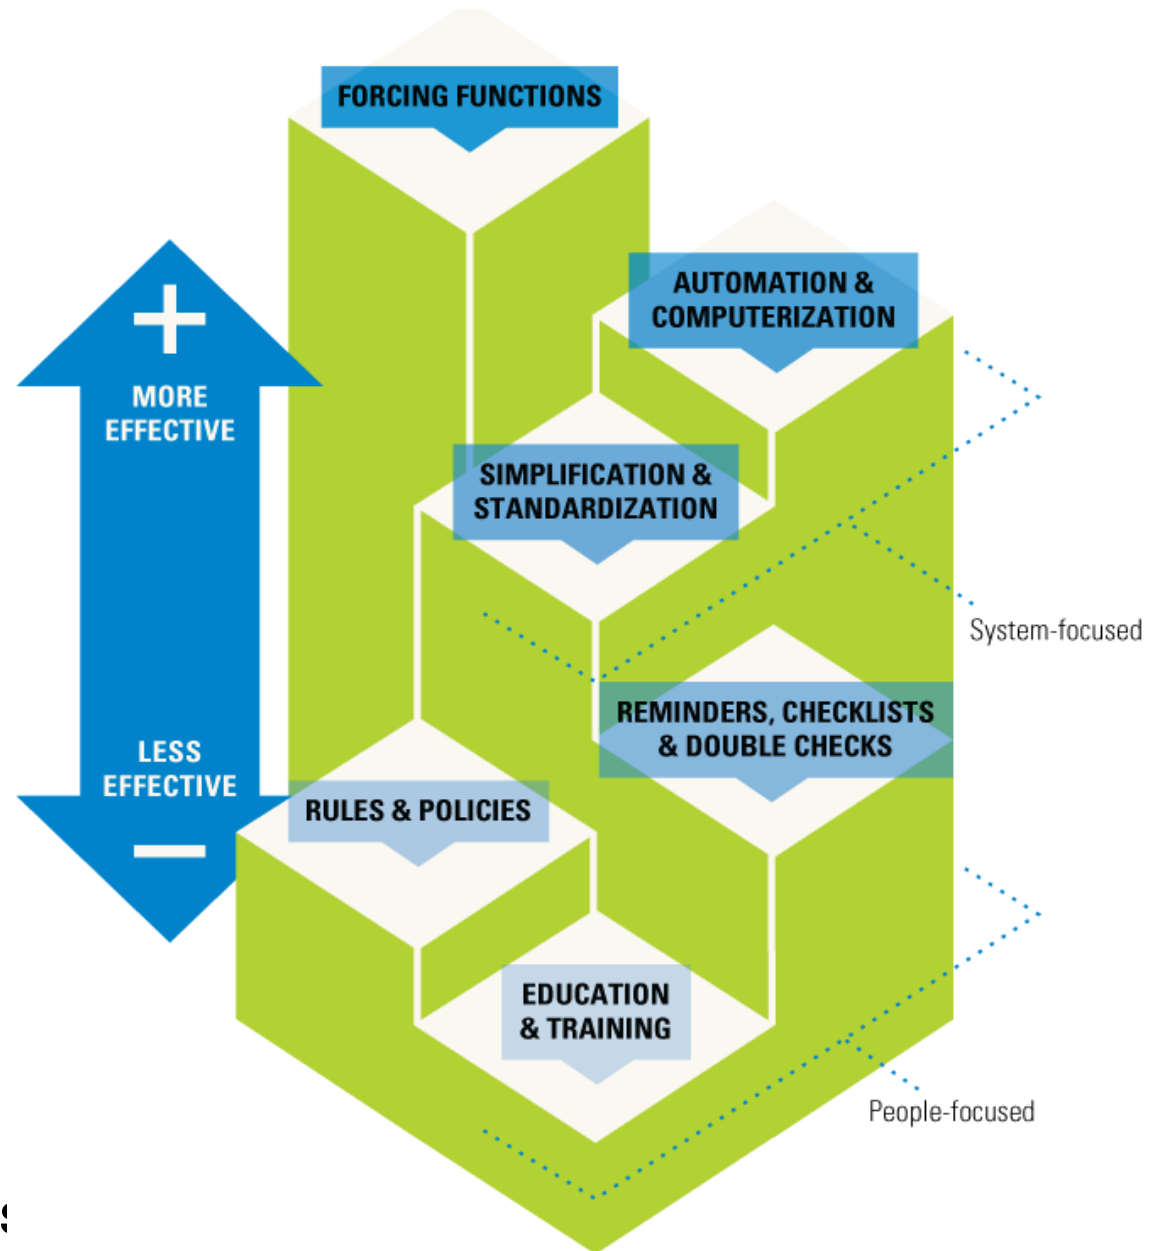 FORCING FUNCTIONS
AUTOMATION &
COMPUTERIZATION
+
MORE
EFFECTIVE
SIMPLIFICATION &
STANDARDIZATION
System-focused
REMINDERS, CHECKLISTS
& DOUBLE CHECKS
LESS
EFFECTIVE
—
RULES & POLICIES
EDUCATION
& TRAINING
People-focused